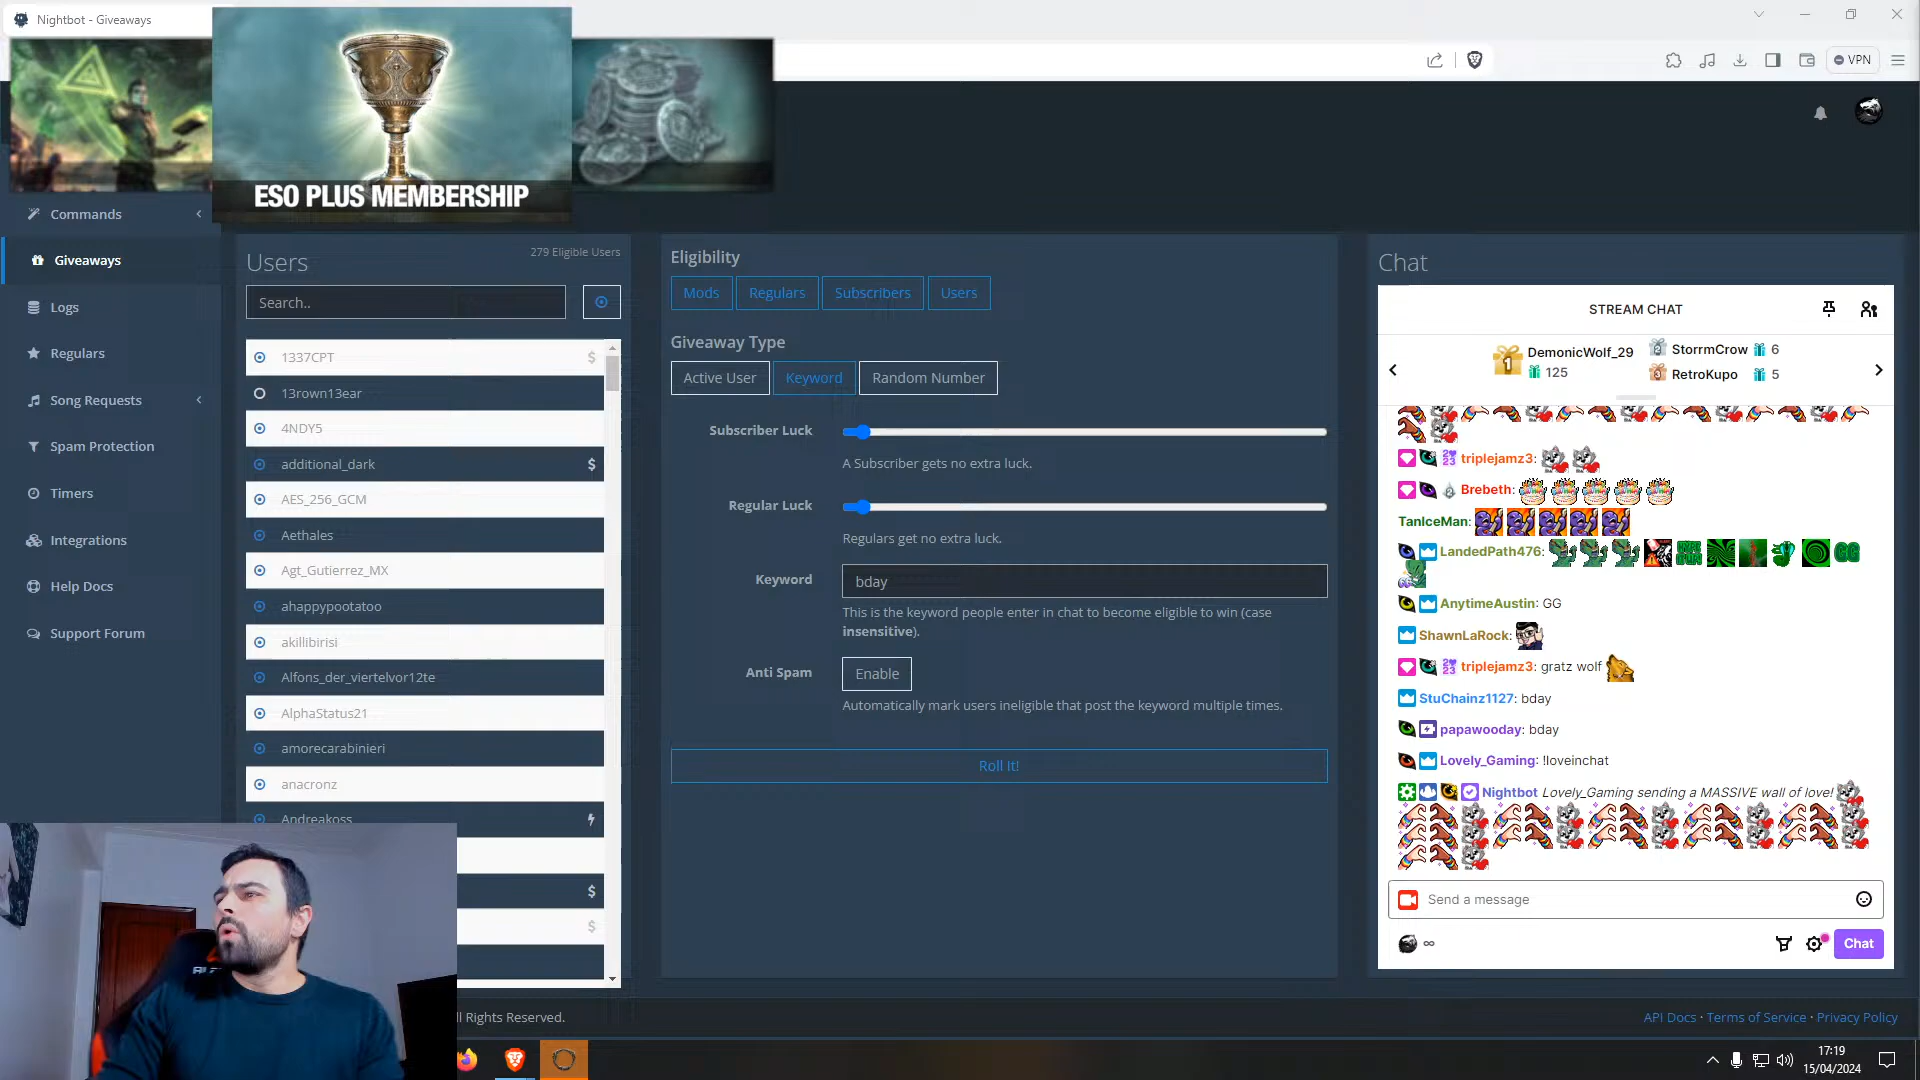 Nightbot - Giveaways
VPN
ESO PLUS MEMBERSHIP
Commands
Giveaways
Logs
Regulars
Song Requests
Spam Protection
Timers
Integrations
Help Docs
Support Forum
Users
279 Eligible Users
Search..
1337CPT
13rown13ear
4NDY5
additional_dark
AES_256_GCM
Aethales
Agt_Gutierrez_MX
ahappypootatoo
akillibirisi
Alfons_der_viertelvor12te
AlphaStatus21
amorecarabinieri
anacronz
Andreakoss
Eligibility
Mods Regulars Subscribers Users
Giveaway Type
Active User Keyword Random Number
Subscriber Luck
A Subscriber gets no extra luck.
Regular Luck
Regulars get no extra luck.
Keyword bday
This is the keyword people enter in chat to become eligible to win (case
insensitive).
Anti Spam Enable
Automatically mark users ineligible that post the keyword multiple times.
Roll It!
Chat
STREAM CHAT
1 DemonicWolf_29
125
2 StorrmCrow 6
3 RetroKupo 5
triplejamz3:
Brebeth:
TanIceMan:
LandedPath476:
GG
AnytimeAustin: GG
ShawnLaRock:
triplejamz3: gratz wolf
StuChainz1127: bday
papawooday: bday
Lovely_Gaming: !loveinchat
Nightbot Lovely_Gaming sending a MASSIVE wall of love!
Send a message
∞
Chat
ll Rights Reserved.
API Docs · Terms of Service · Privacy Policy
17:19
15/04/2024